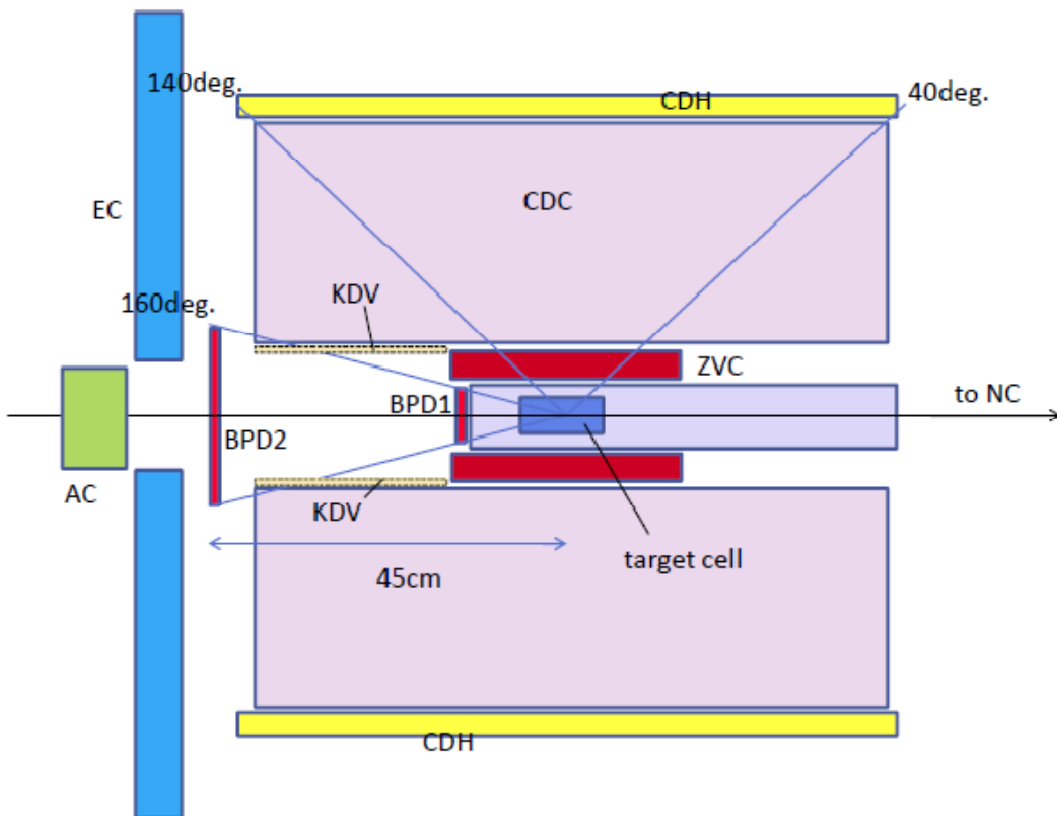 140deg.
40deg.
CDH
CDC
EC
KDV
160deg.
ZVC
to NC
BPD1
BPD2
AC
KDV
target cell
45cm
CDH